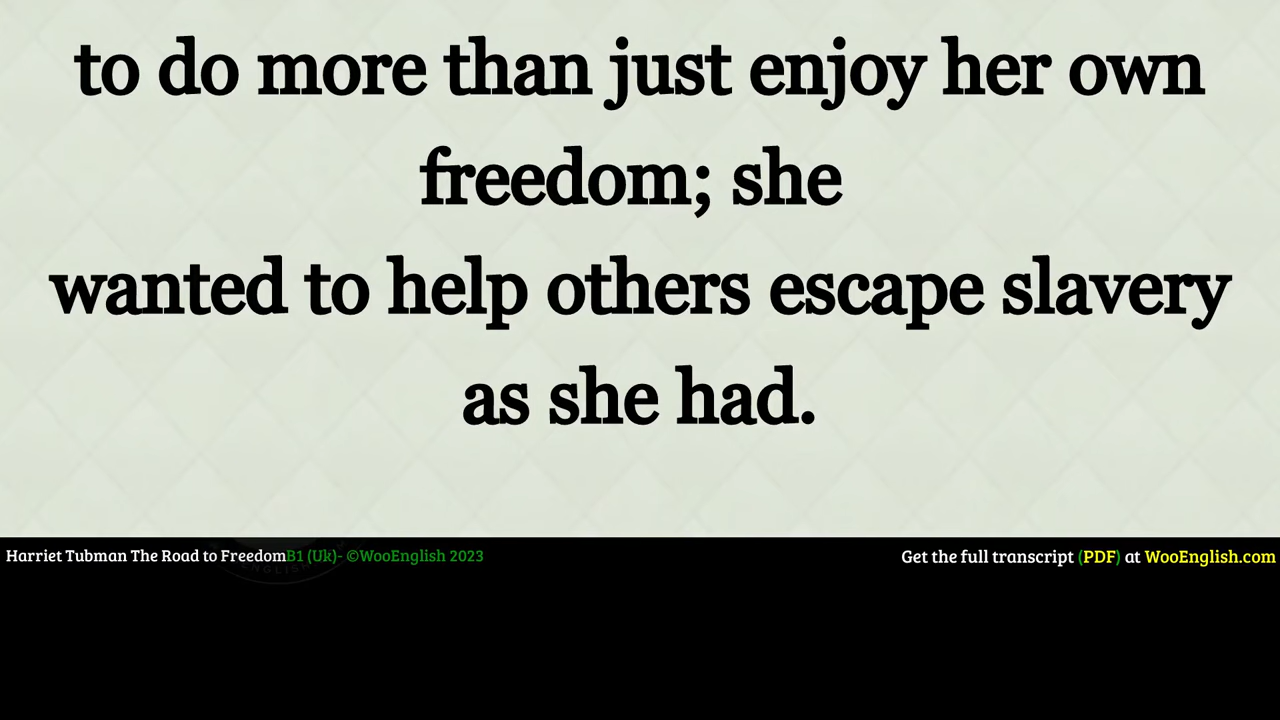 to do more than just enjoy her own
freedom; she
wanted to help others escape slavery
as she had.
Harriet Tubman The Road to FreedomB1 (Uk)- ©WooEnglish 2023
Get the full transcript (PDF) at WooEnglish.com